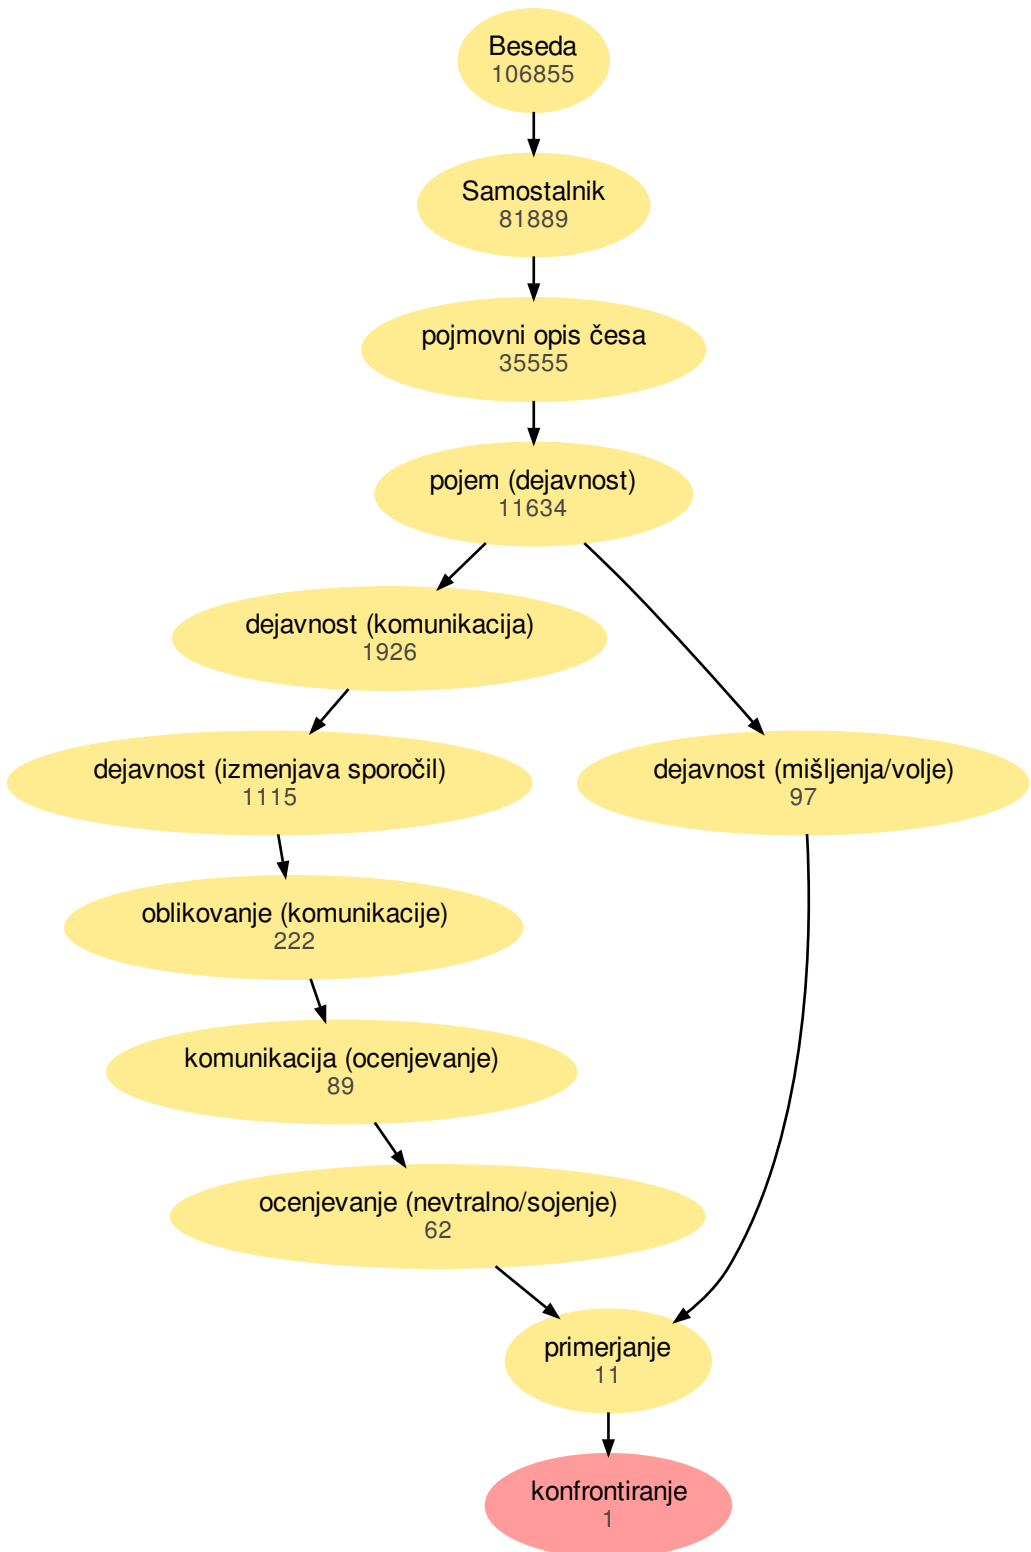 Beseda
106855
Samostalnik
81889
pojmovni opis česa
35555
pojem (dejavnost)
11634
dejavnost (komunikacija)
1926
dejavnost (izmenjava sporočil)
1115
dejavnost (mišljenja/volje)
97
oblikovanje (komunikacije)
222
komunikacija (ocenjevanje)
89
ocenjevanje (nevtralno/sojenje)
62
primerjanje
11
konfrontiranje
1